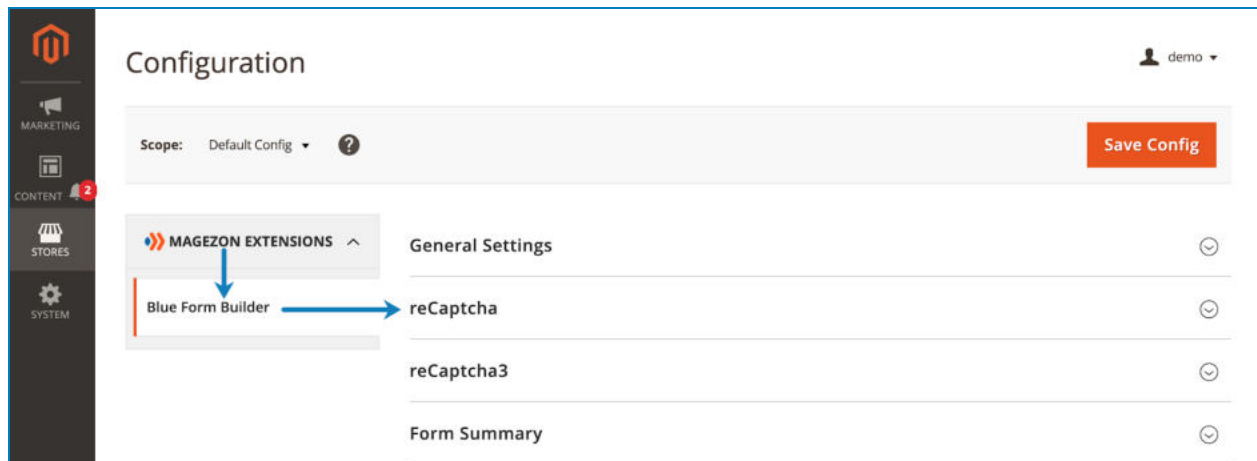 Configuration
demo
MARKETING
Scope: Default Config ?
Save Config
CONTENT 2
STORES
MAGEZON EXTENSIONS
General Settings
Blue Form Builder
reCaptcha
SYSTEM
reCaptcha3
Form Summary